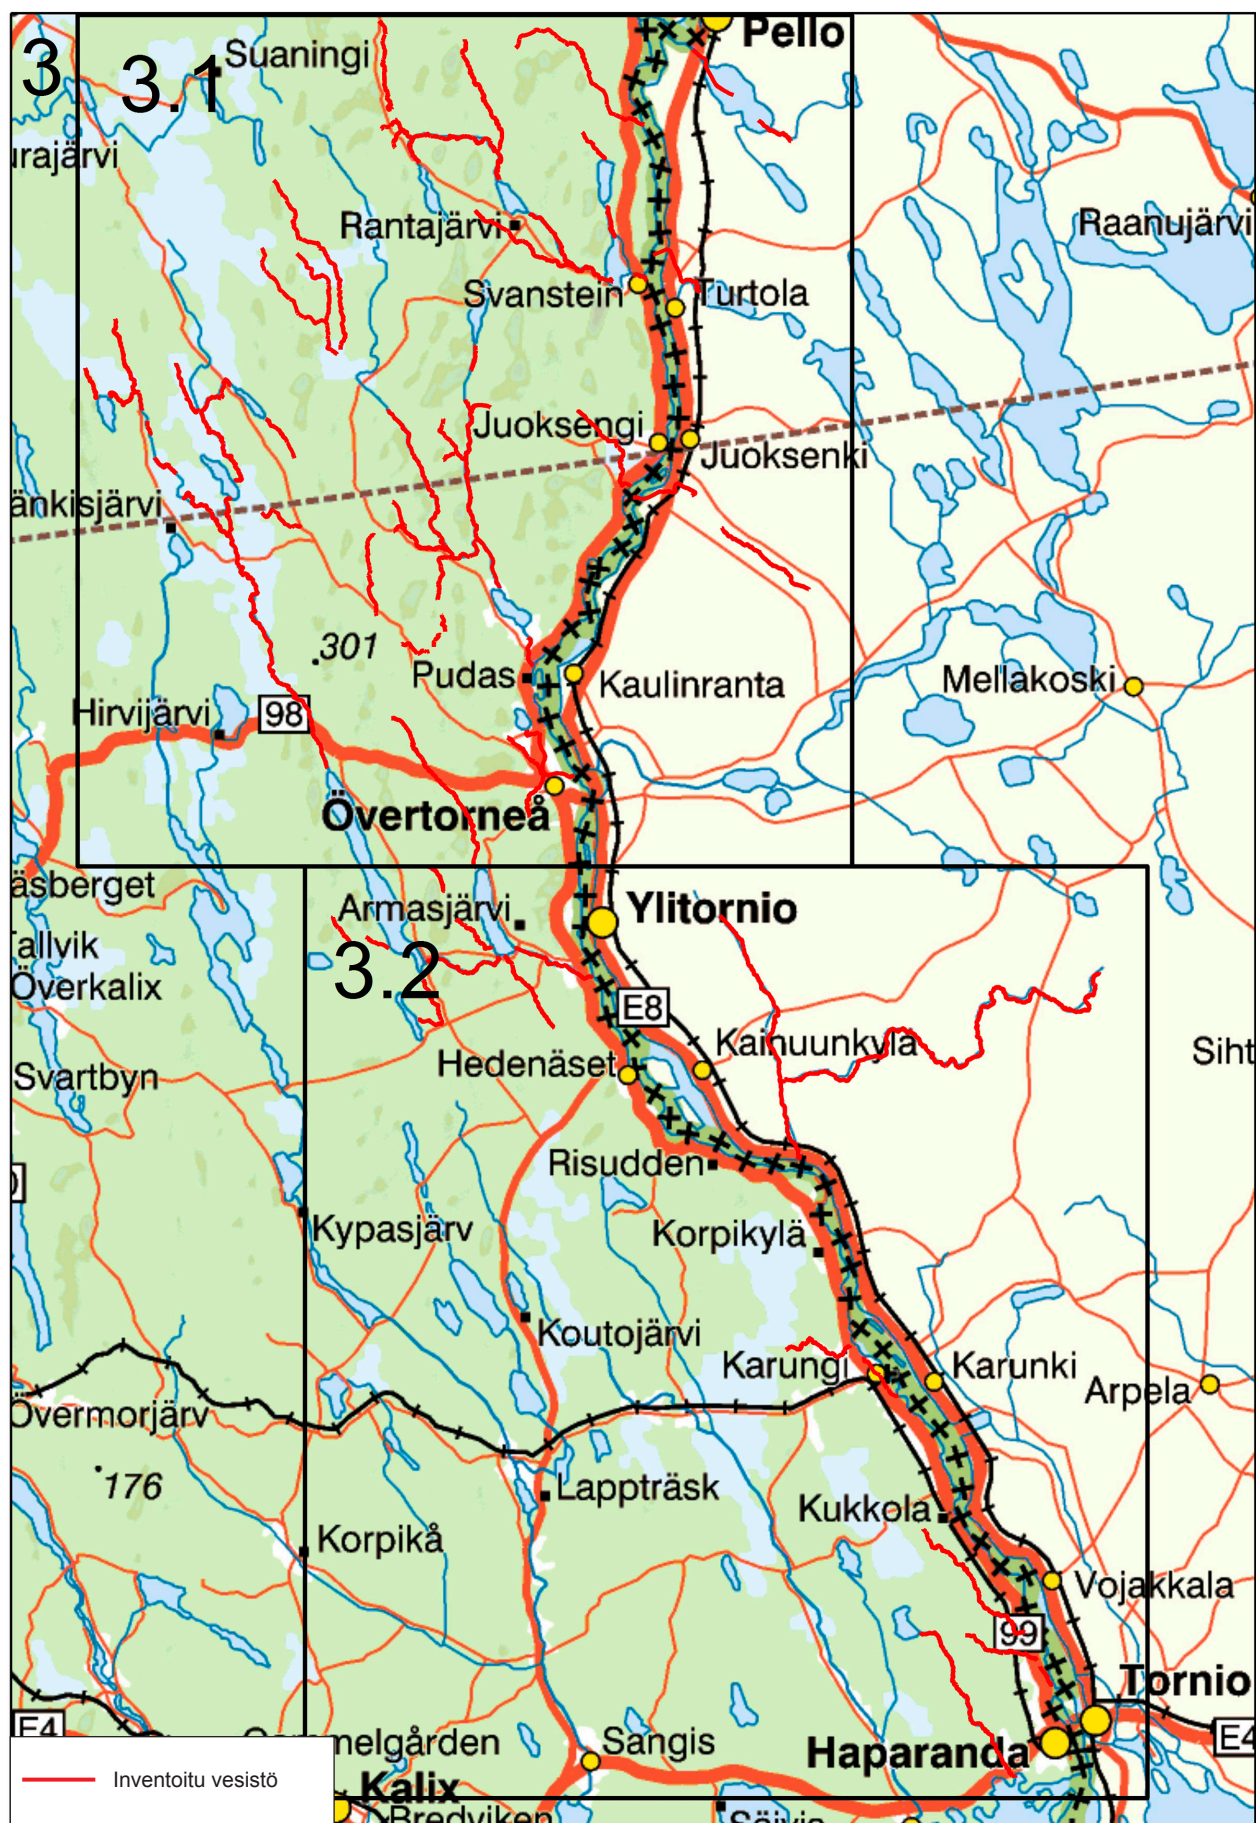 Pello
3
3.1
Suaningi
urajärvi
Rantajärvi
Raanujärvi
Svanstein
Turtola
Juoksengi
Juoksenki
änkisjärvi
301
Pudas
Kaulinranta
Mellakoski
Hirvijärvi
98
Övertorneå
äsberget
Armasjärvi
Ylitornio
Tallvik
3.2
Överkalix
E8
Kainuunkylä
Siht
Hedenäset
Svartbyn
Risudden
Kypasjärv
Korpikylä
Koutojärvi
Karungi
Karunki
Arpela
Övermorjärv
176
Lappträsk
Kukkola
Korpikå
Vojakkala
99
Tornio
E4
E4
melgården
Sangis
Haparanda
Inventoitu vesistö
Kalix
Bredviken
Säivis